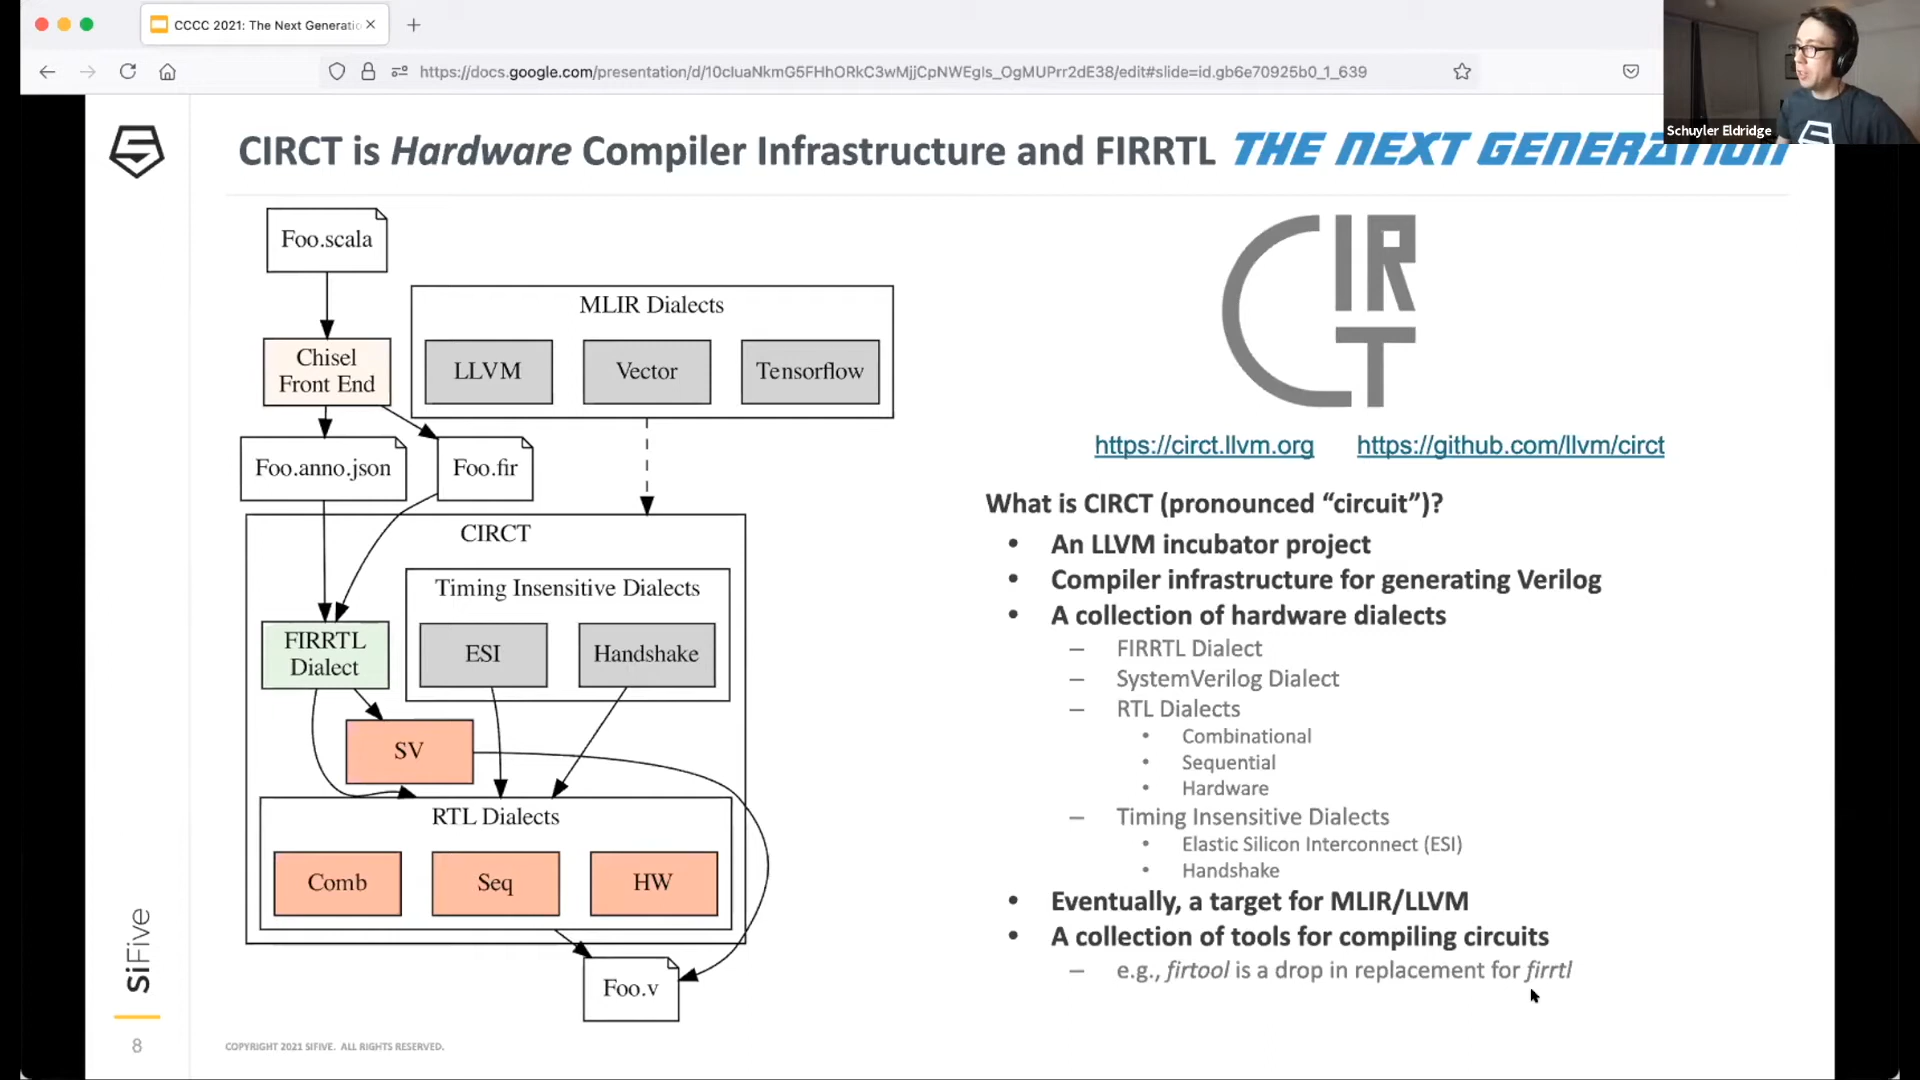 CCCC 2021: The Next Generatio
https://docs.google.com/presentation/d/10cIuaNkmG5FHhORkC3wMjjCpNWEgIs_OgMUPrr2dE38/edit#slide=id.gb6e70925b0_1_639
Schuyler Eldridge
CIRCT is Hardware Compiler Infrastructure and FIRRTL THE NEXT GENERATION
Foo.scala
Chisel
Front End
MLIR Dialects
LLVM
Vector
Tensorflow
Foo.anno.json
Foo.fir
CIRCT
Timing Insensitive Dialects
ESI
Handshake
FIRRTL
Dialect
SV
RTL Dialects
Comb
Seq
HW
Foo.v
CIRCT
https://circt.llvm.org https://github.com/llvm/circt
What is CIRCT (pronounced “circuit”)?
• An LLVM incubator project
• Compiler infrastructure for generating Verilog
• A collection of hardware dialects
– FIRRTL Dialect
– SystemVerilog Dialect
– RTL Dialects
• Combinational
• Sequential
• Hardware
– Timing Insensitive Dialects
• Elastic Silicon Interconnect (ESI)
• Handshake
• Eventually, a target for MLIR/LLVM
• A collection of tools for compiling circuits
– e.g., firtool is a drop in replacement for firrtl
SiFive
8
COPYRIGHT 2021 SIFIVE. ALL RIGHTS RESERVED.